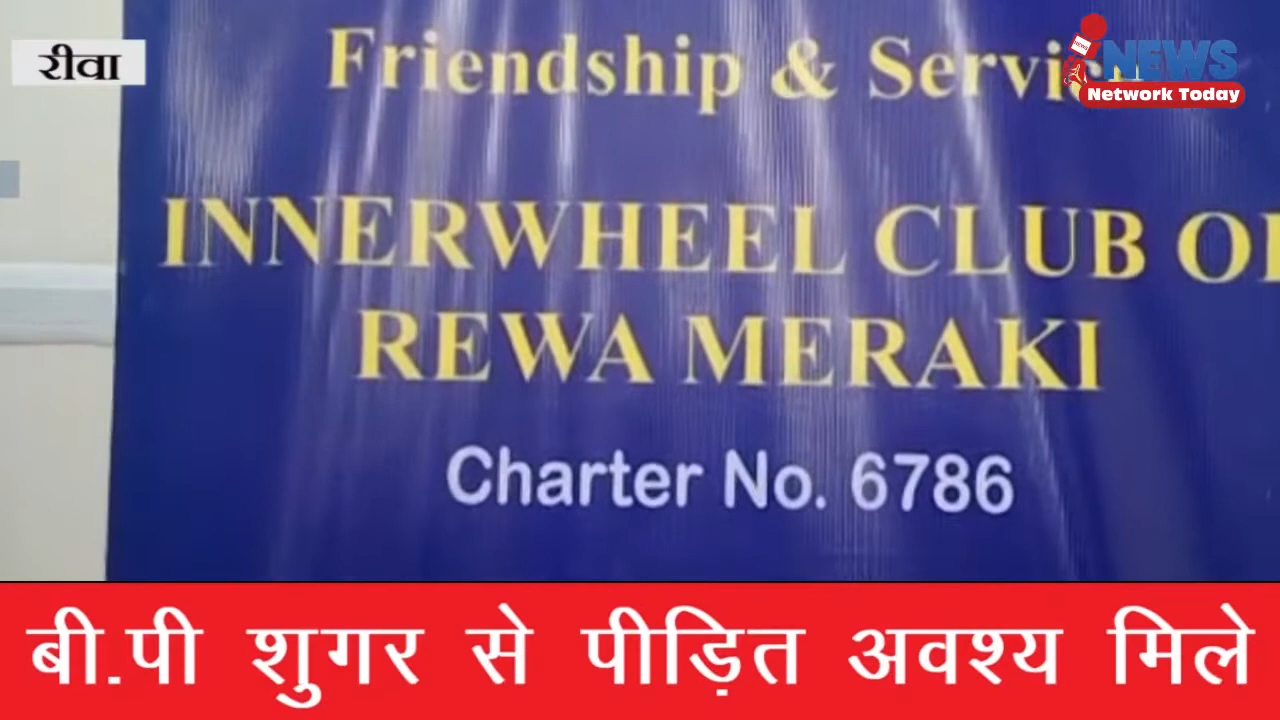 रीवा
Friendship & Servi
NEWS
Network Today
INNERWHEEL CLUB O
REWA MERAKI
Charter No. 6786
बी.पी शुगर से पीड़ित अवश्य मिले